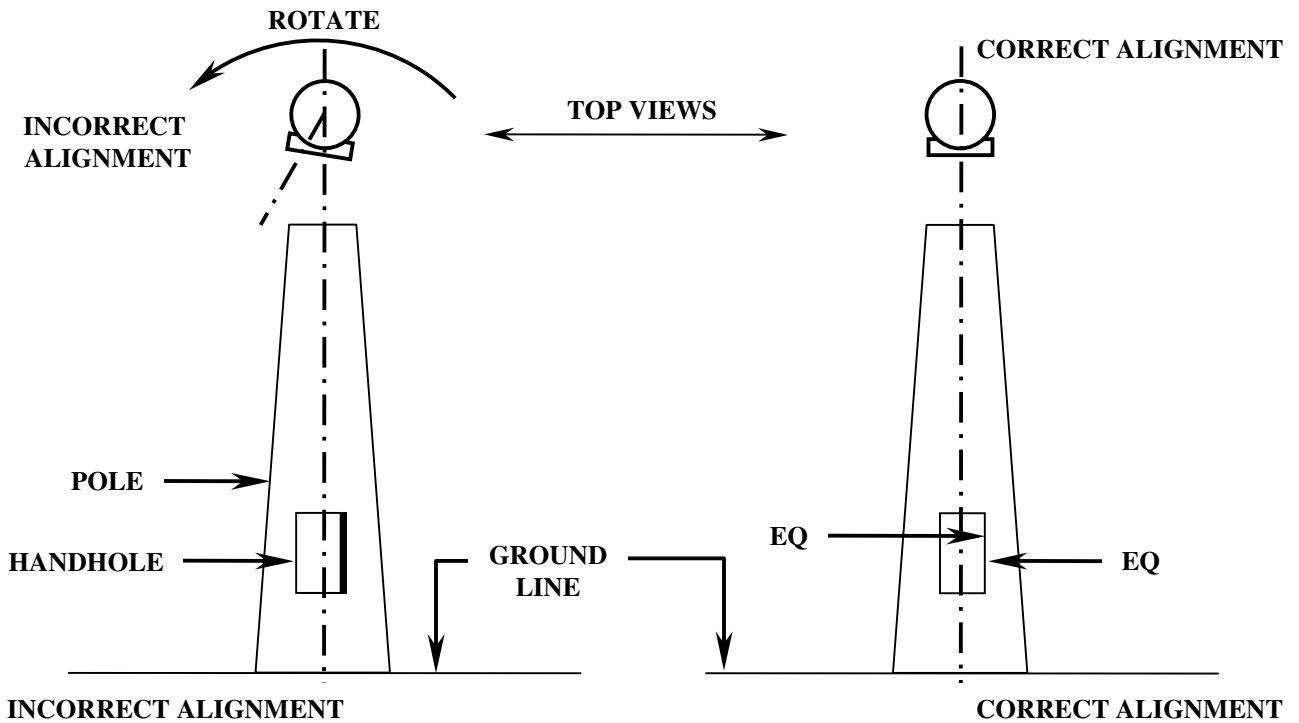 ROTATE
CORRECT ALIGNMENT
TOP VIEWS
INCORRECT
ALIGNMENT
POLE
HANDHOLE
GROUND
LINE
EQ
EQ
INCORRECT ALIGNMENT
CORRECT ALIGNMENT